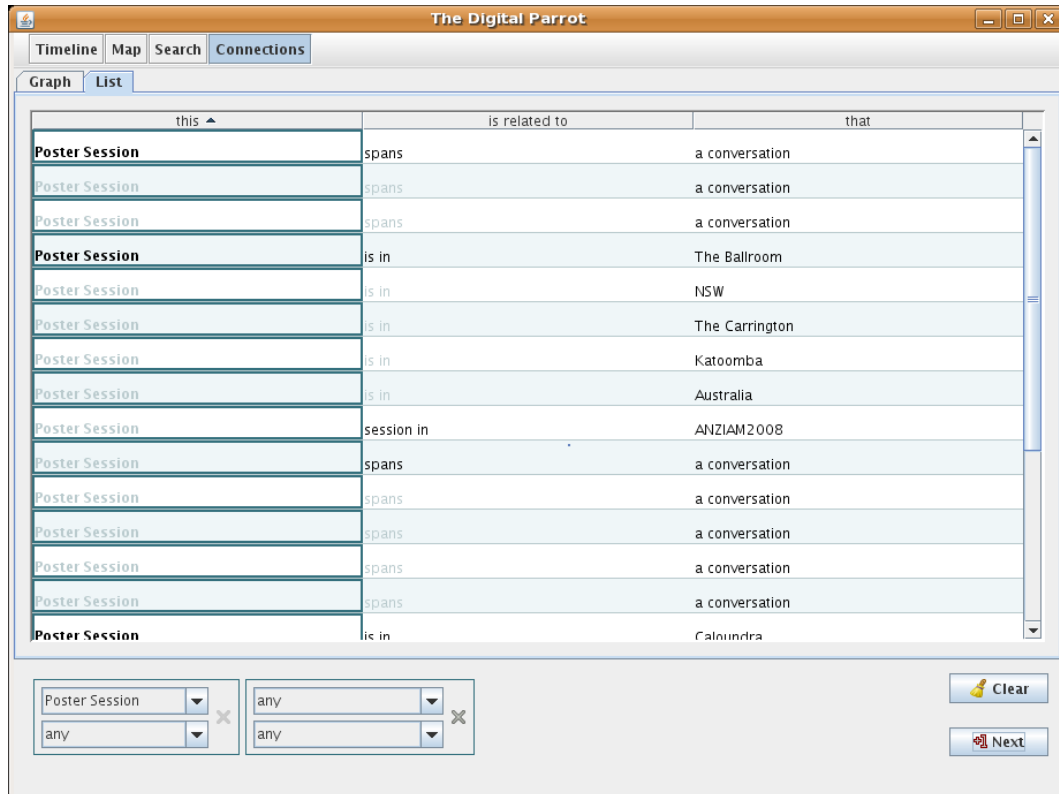 The Digital Parrot
Timeline Map Search Connections
Graph List
this is related to that
Poster Session spans a conversation
Poster Session spans a conversation
Poster Session spans a conversation
Poster Session is in The Ballroom
Poster Session is in NSW
Poster Session is in The Carrington
Poster Session is in Katoomba
Poster Session is in Australia
Poster Session session in ANZIAM2008
Poster Session spans a conversation
Poster Session spans a conversation
Poster Session spans a conversation
Poster Session spans a conversation
Poster Session spans a conversation
Poster Session is in Caloundra
Poster Session any Clear
any any Next